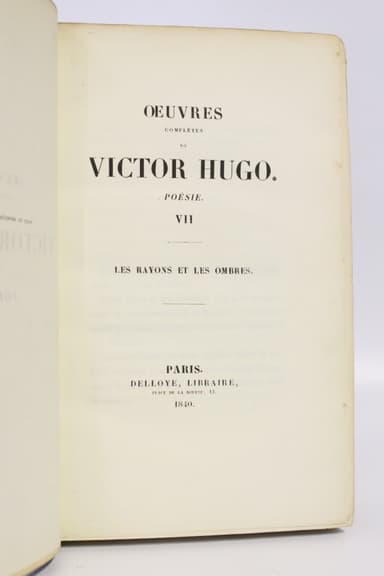 OEUVRES
COMPLÈTES
DE
VICTOR HUGO.
POÉSIE.
VII
LES RAYONS ET LES OMBRES.
PARIS.
DELLOYE, LIBRAIRE,
PLACE DE LA BOURSE, 13.
1840.